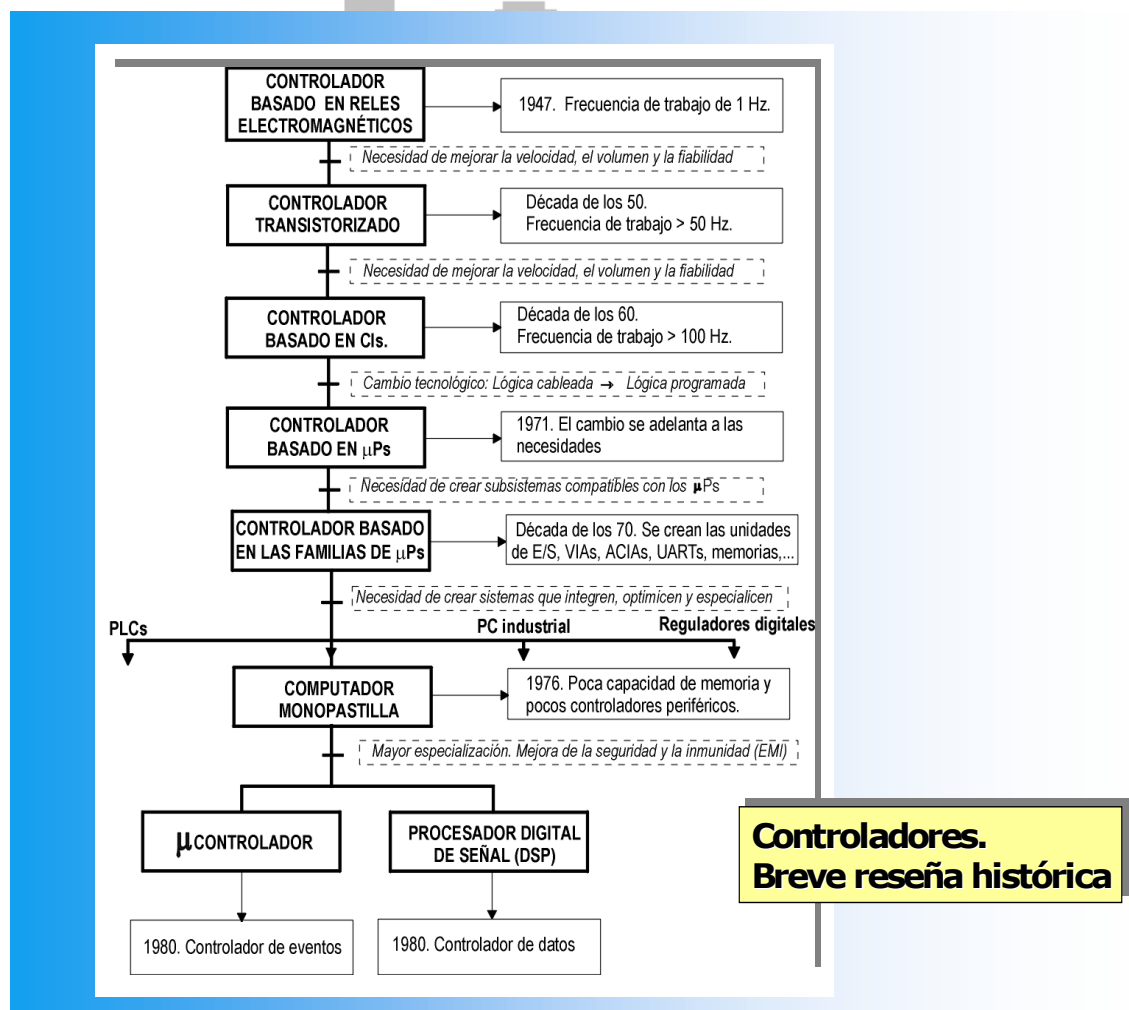 CONTROLADOR
BASADO EN RELES
ELECTROMAGNÉTICOS
1947. Frecuencia de trabajo de 1 Hz.
Necesidad de mejorar la velocidad, el volumen y la fiabilidad
CONTROLADOR
TRANSISTORIZADO
Década de los 50.
Frecuencia de trabajo > 50 Hz.
Necesidad de mejorar la velocidad, el volumen y la fiabilidad
CONTROLADOR
BASADO EN CIs.
Década de los 60.
Frecuencia de trabajo > 100 Hz.
Cambio tecnológico: Lógica cableada → Lógica programada
CONTROLADOR
BASADO EN μPs
1971. El cambio se adelanta a las
necesidades
Necesidad de crear subsistemas compatibles con los μPs
CONTROLADOR BASADO
EN LAS FAMILIAS DE μPs
Década de los 70. Se crean las unidades
de E/S, VIAs, ACIAs, UARTs, memorias,...
Necesidad de crear sistemas que integren, optimicen y especialicen
PLCs
PC industrial
Reguladores digitales
COMPUTADOR
MONOPASTILLA
1976. Poca capacidad de memoria y
pocos controladores periféricos.
Mayor especialización. Mejora de la seguridad y la inmunidad (EMI)
μCONTROLADOR
PROCESADOR DIGITAL
DE SEÑAL (DSP)
Controladores.
Breve reseña histórica
1980. Controlador de eventos
1980. Controlador de datos